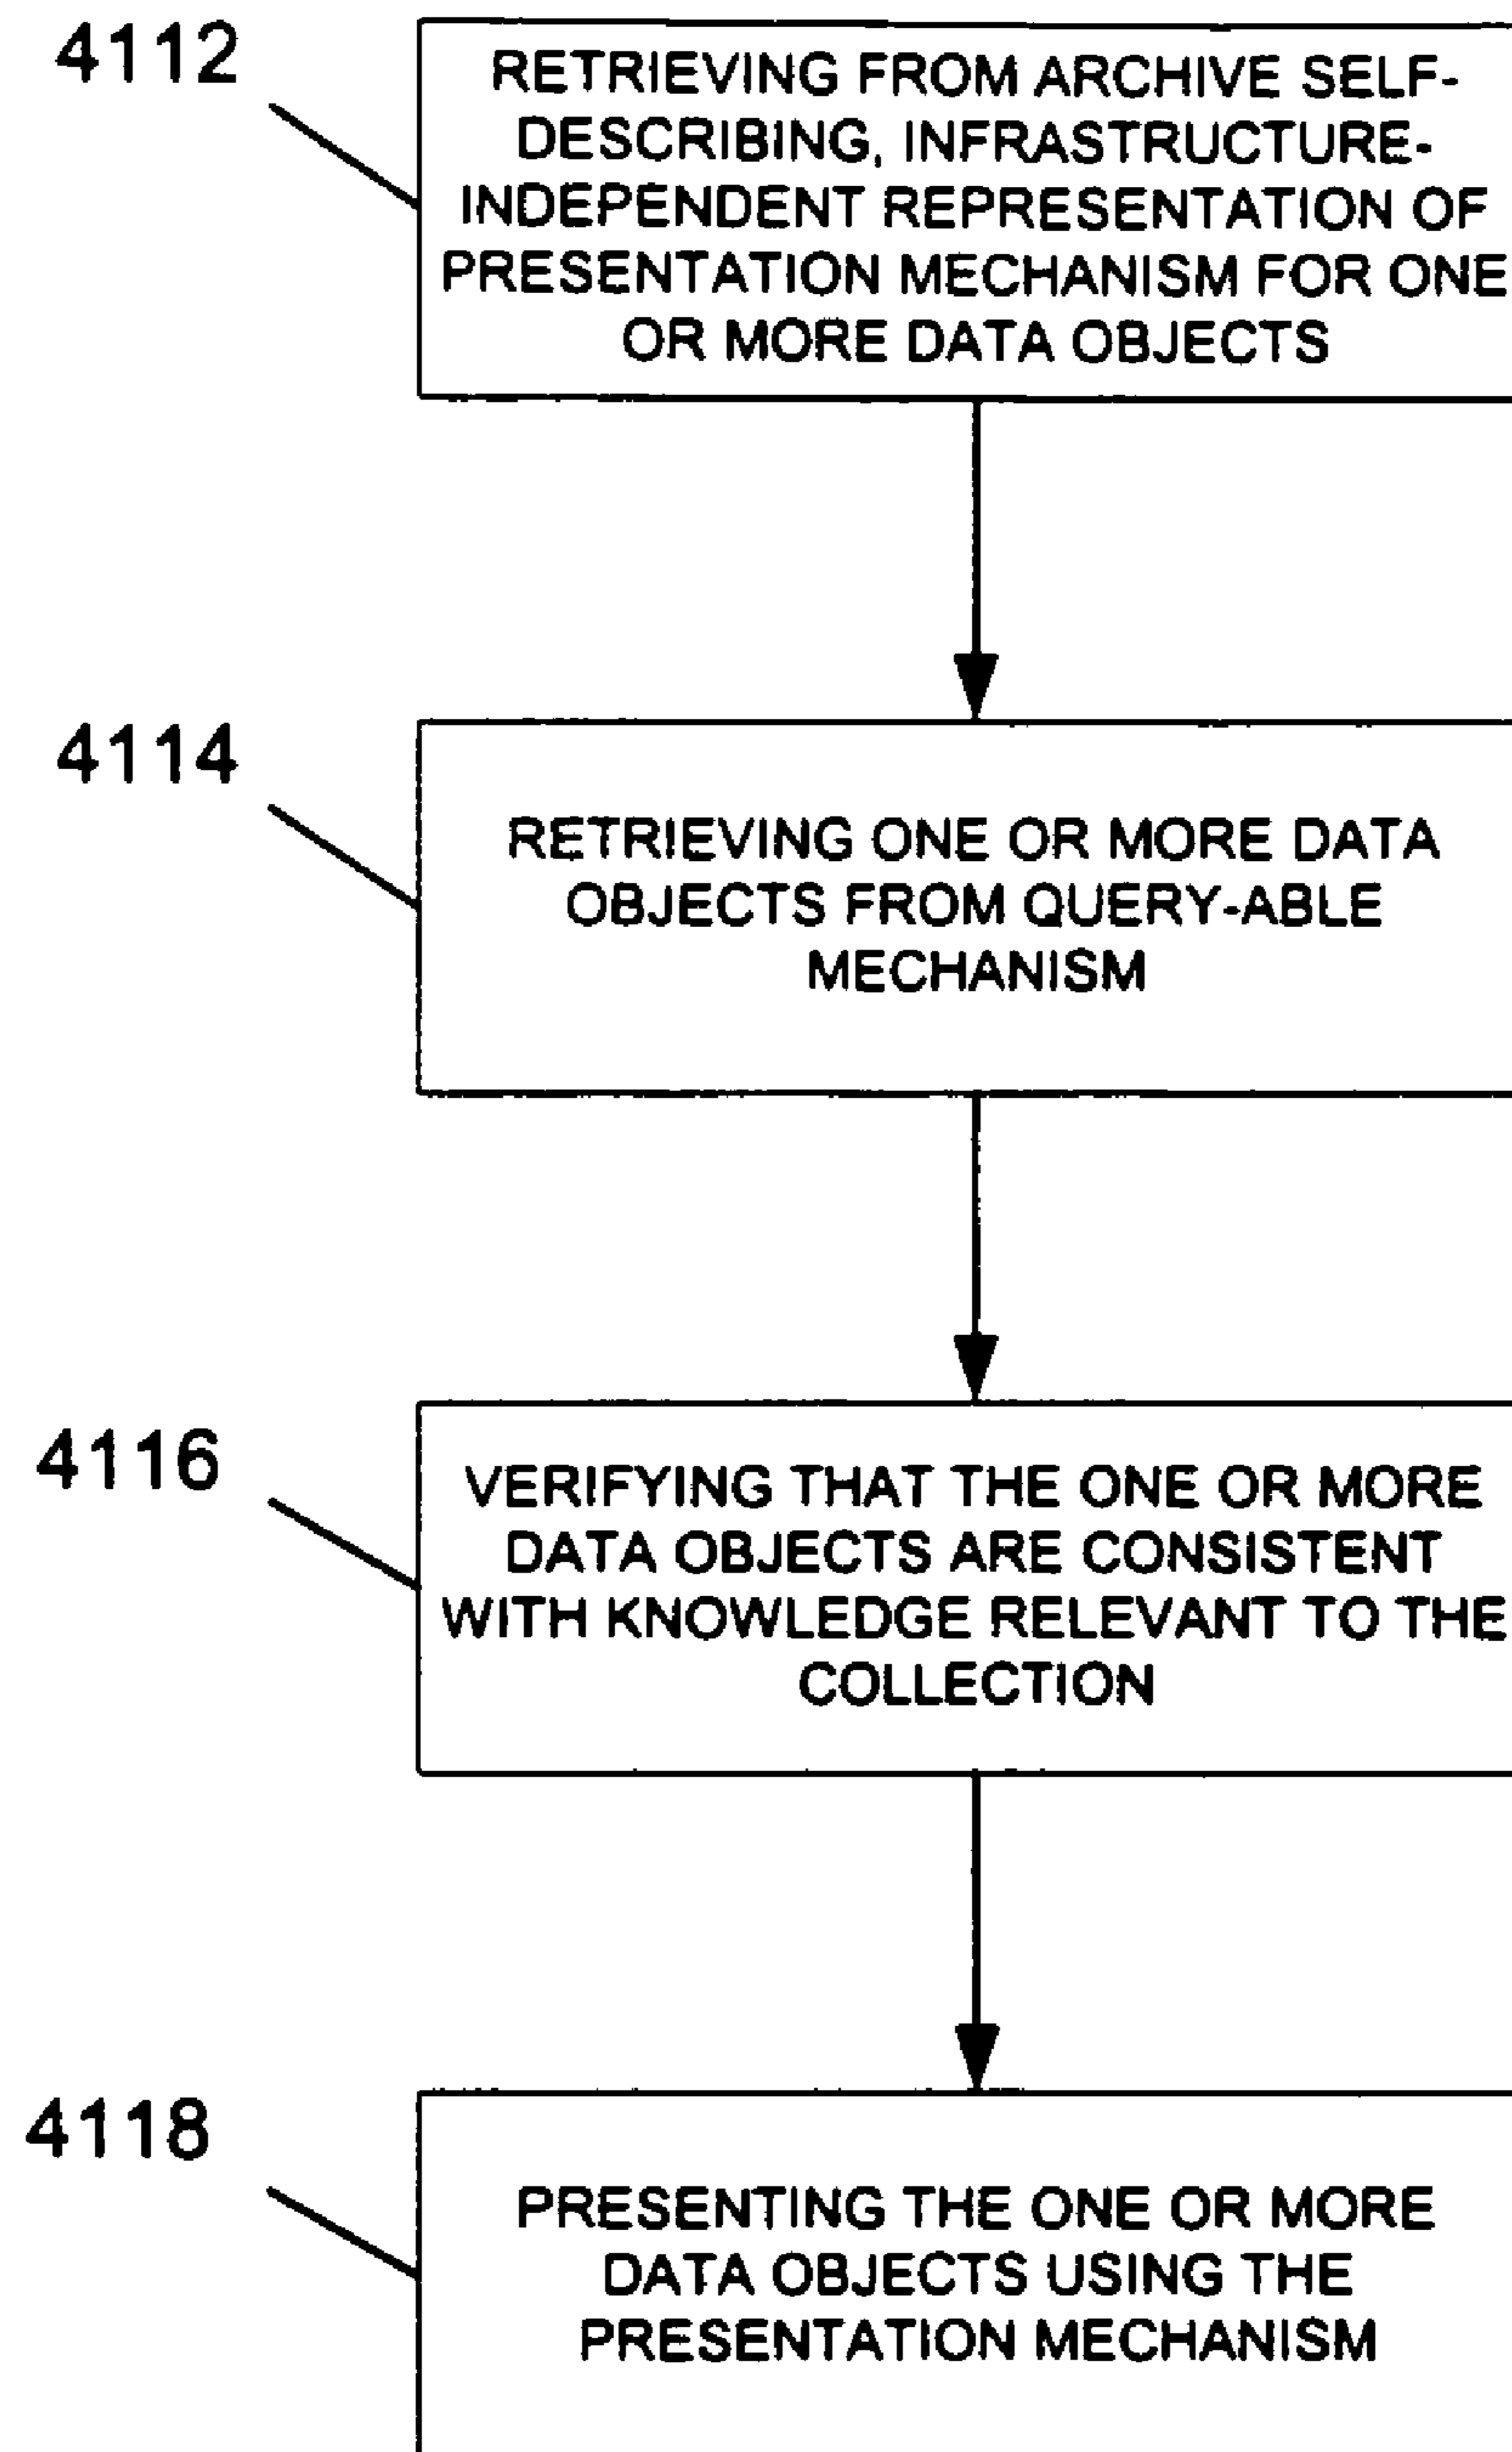 4112
RETRIEVING FROM ARCHIVE SELF-
DESCRIBING, INFRASTRUCTURE-
INDEPENDENT REPRESENTATION OF
PRESENTATION MECHANISM FOR ONE
OR MORE DATA OBJECTS
4114
RETRIEVING ONE OR MORE DATA
OBJECTS FROM QUERY-ABLE
MECHANISM
4116
VERIFYING THAT THE ONE OR MORE
DATA OBJECTS ARE CONSISTENT
WITH KNOWLEDGE RELEVANT TO THE
COLLECTION
4118
PRESENTING THE ONE OR MORE
DATA OBJECTS USING THE
PRESENTATION MECHANISM